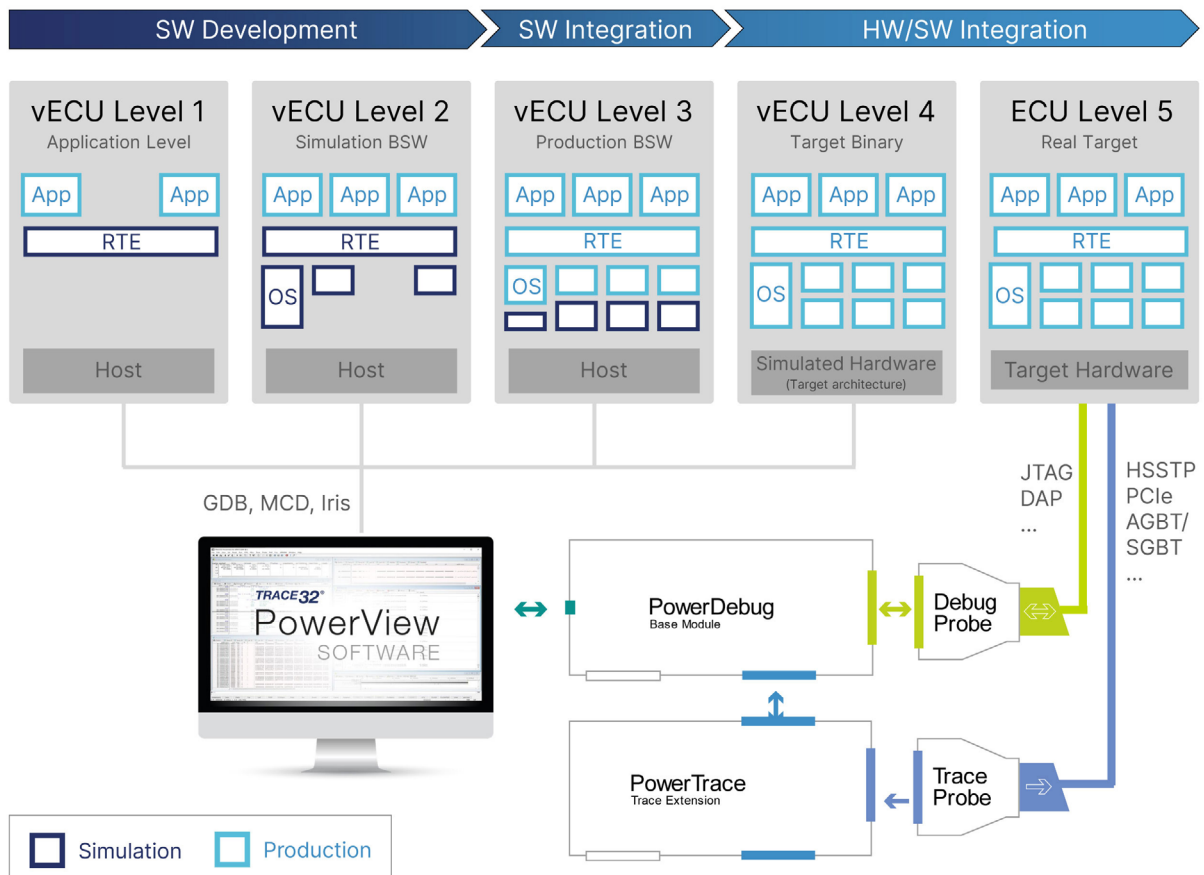 SW Development
SW Integration
HW/SW Integration
vECU Level 1
Application Level
App
App
RTE
Host
vECU Level 2
Simulation BSW
App
App
App
RTE
OS
Host
vECU Level 3
Production BSW
App
App
App
RTE
OS
Host
vECU Level 4
Target Binary
App
App
App
RTE
OS
Simulated Hardware
(Target architecture)
ECU Level 5
Real Target
App
App
App
RTE
OS
Target Hardware
GDB, MCD, Iris
JTAG
DAP
...
HSSTP
PCIe
AGBT/
SGBT
...
TRACE32®
PowerView
SOFTWARE
PowerDebug
Base Module
Debug
Probe
PowerTrace
Trace Extension
Trace
Probe
Simulation
Production